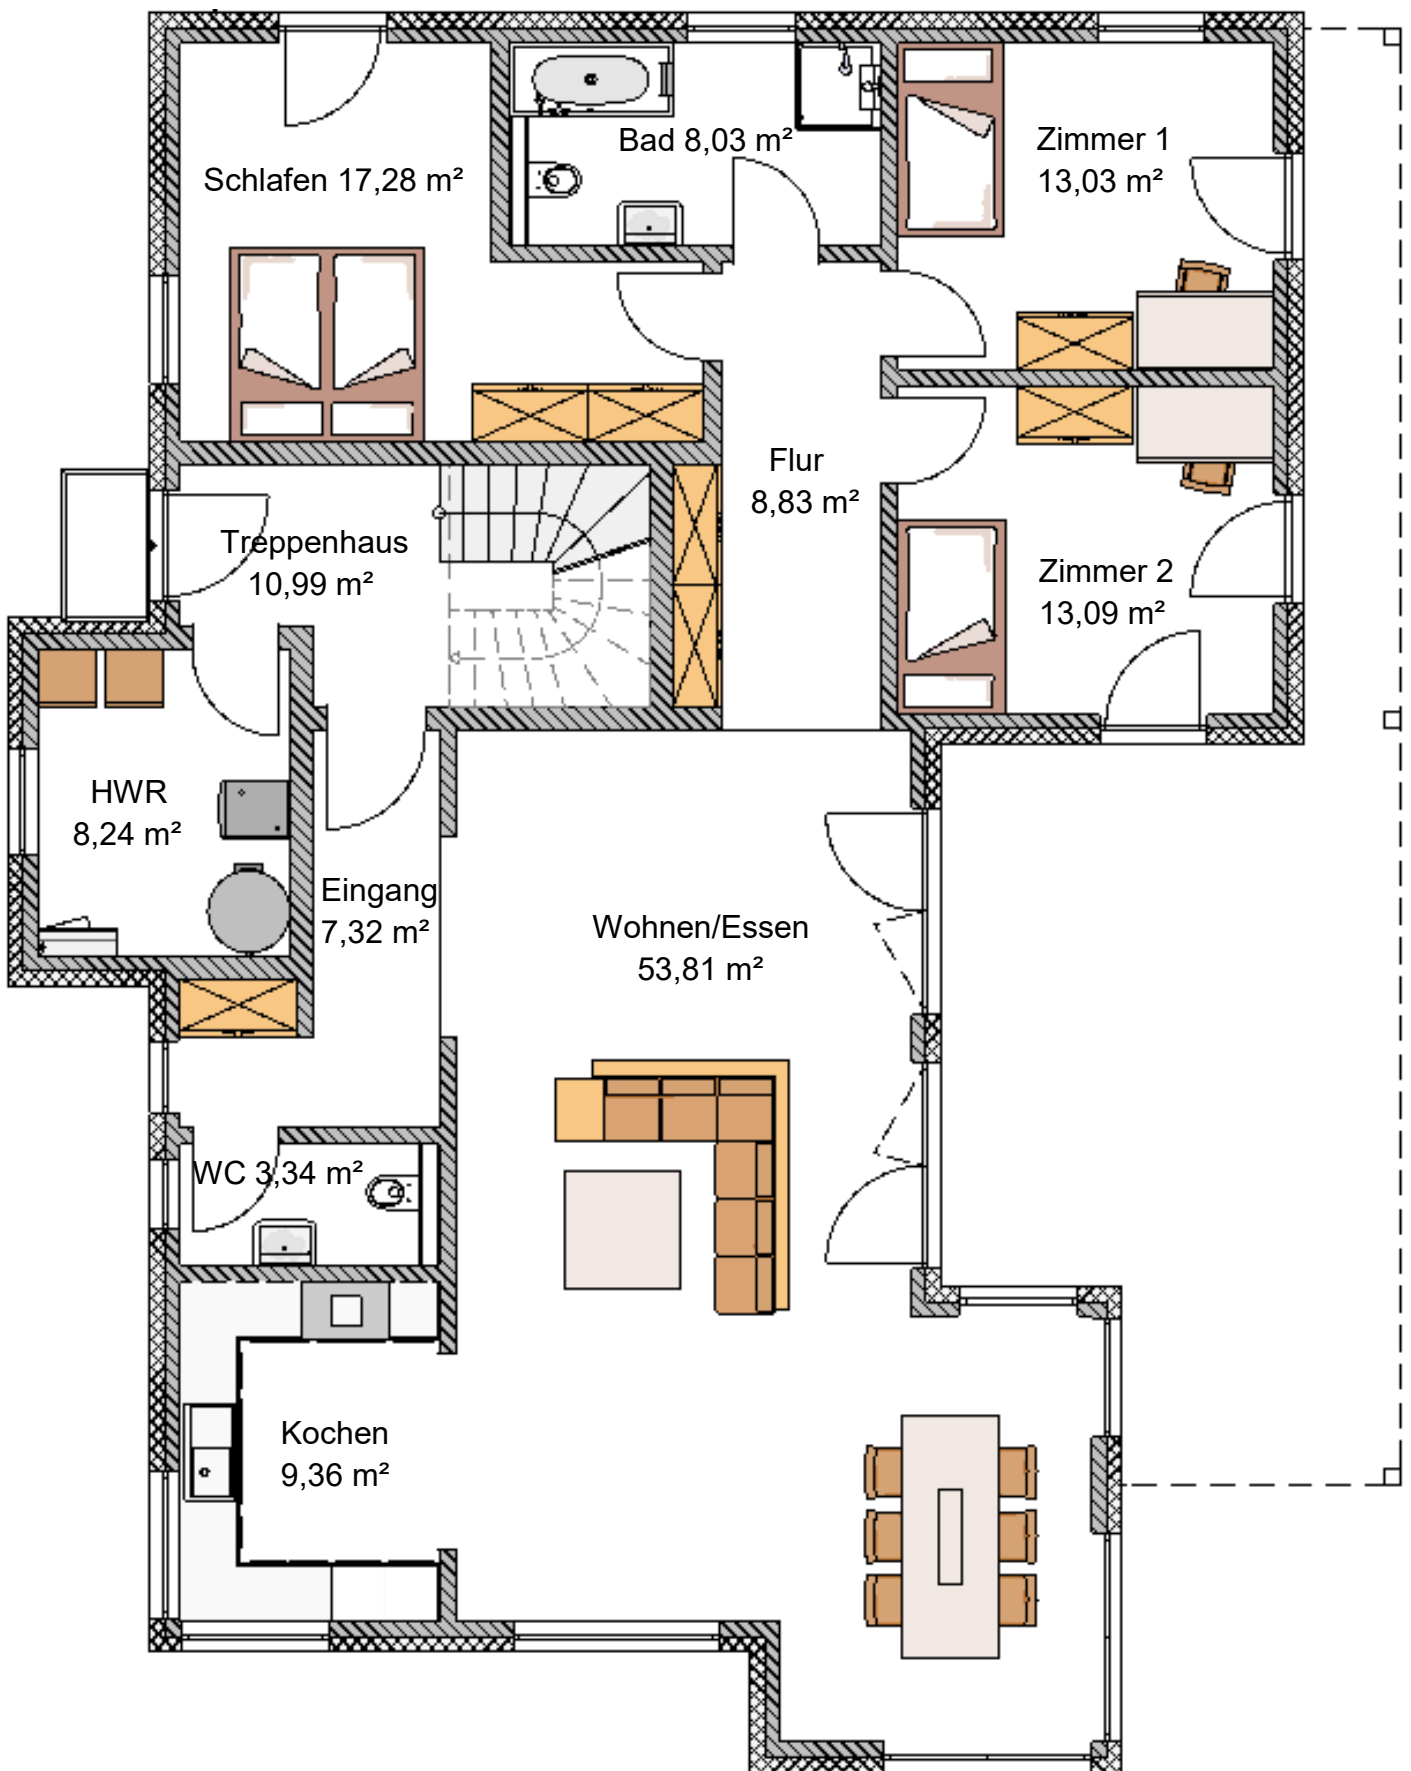 Bad 8,03 m²
Zimmer 1
13,03 m²
Schlafen 17,28 m²
Flur
8,83 m²
Treppenhaus
10,99 m²
Zimmer 2
13,09 m²
HWR
8,24 m²
Eingang
7,32 m²
Wohnen/Essen
53,81 m²
WC 3,34 m²
Kochen
9,36 m²